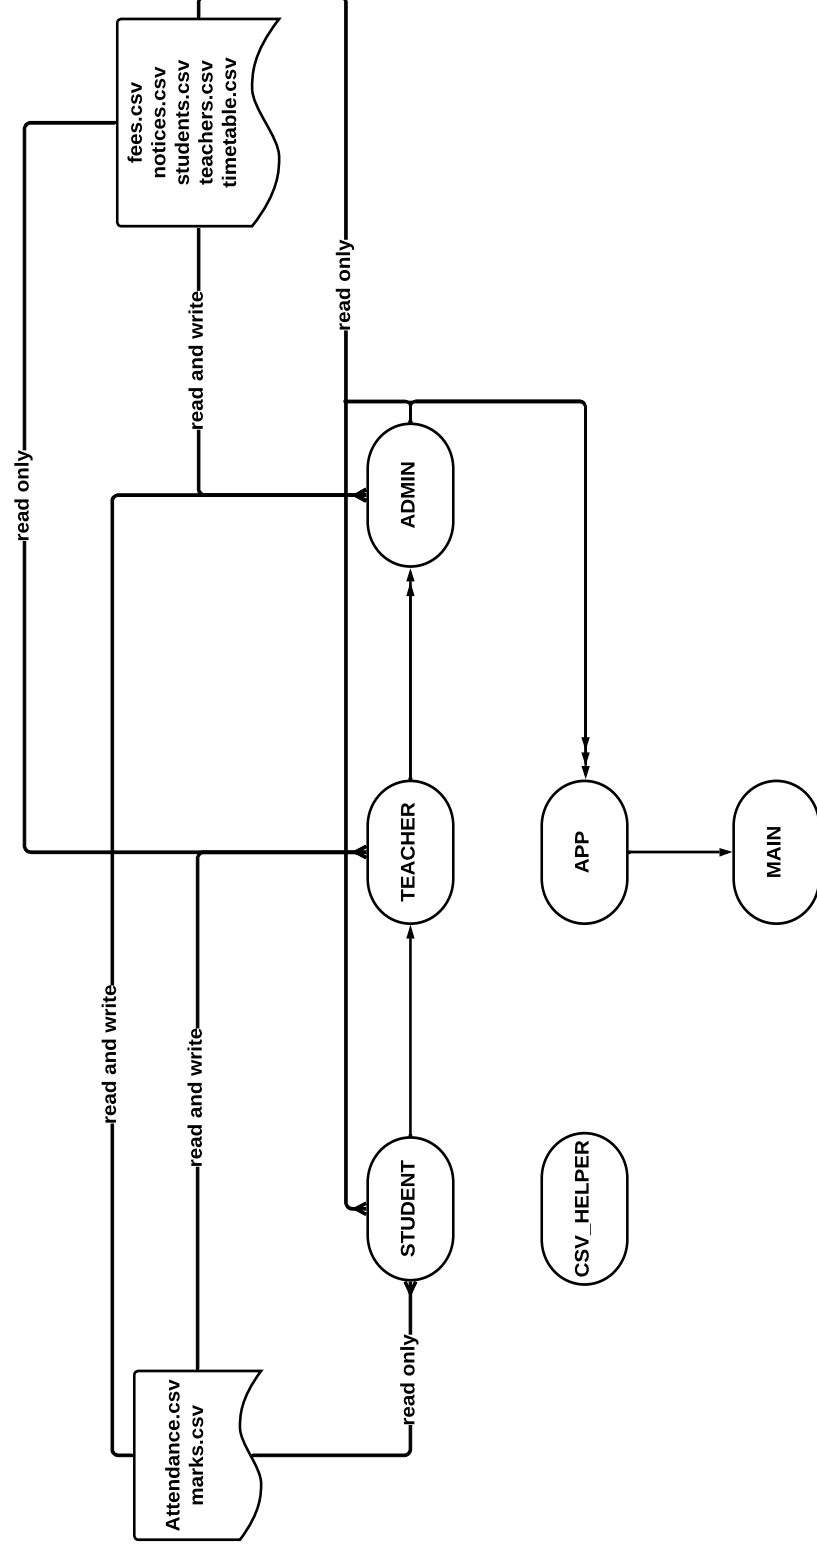 Attendance.csv
marks.csv
fees.csv
notices.csv
students.csv
teachers.csv
timetable.csv
read only
read and write
read and write
read and write
read only
read only
STUDENT
TEACHER
ADMIN
CSV_HELPER
APP
MAIN